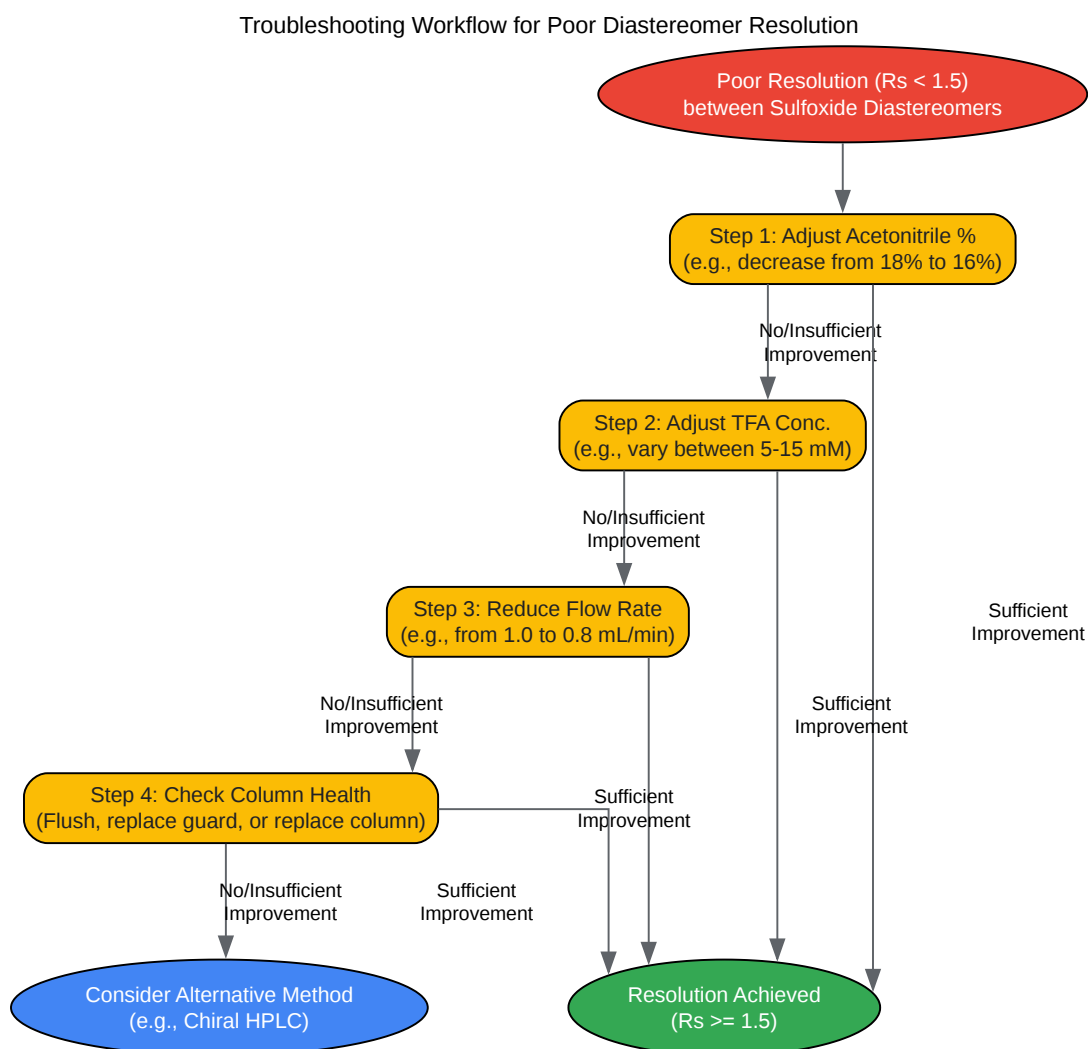 Troubleshooting Workflow for Poor Diastereomer Resolution
Poor Resolution (Rs < 1.5)
between Sulfoxide Diastereomers
Step 1: Adjust Acetonitrile %
(e.g., decrease from 18% to 16%)
No/Insufficient
Improvement
Step 2: Adjust TFA Conc.
(e.g., vary between 5-15 mM)
No/Insufficient
Improvement
Step 3: Reduce Flow Rate
(e.g., from 1.0 to 0.8 mL/min)
Sufficient
Improvement
No/Insufficient
Improvement
Sufficient
Improvement
Step 4: Check Column Health
(Flush, replace guard, or replace column)
Sufficient
Improvement
No/Insufficient
Improvement
Sufficient
Improvement
Consider Alternative Method
(e.g., Chiral HPLC)
Resolution Achieved
(Rs >= 1.5)